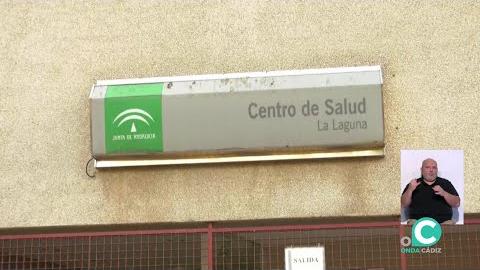 Centro de Salud
La Laguna
JUNTA DE ANDALUCIA
SALIDA
ONDA CÁDIZ